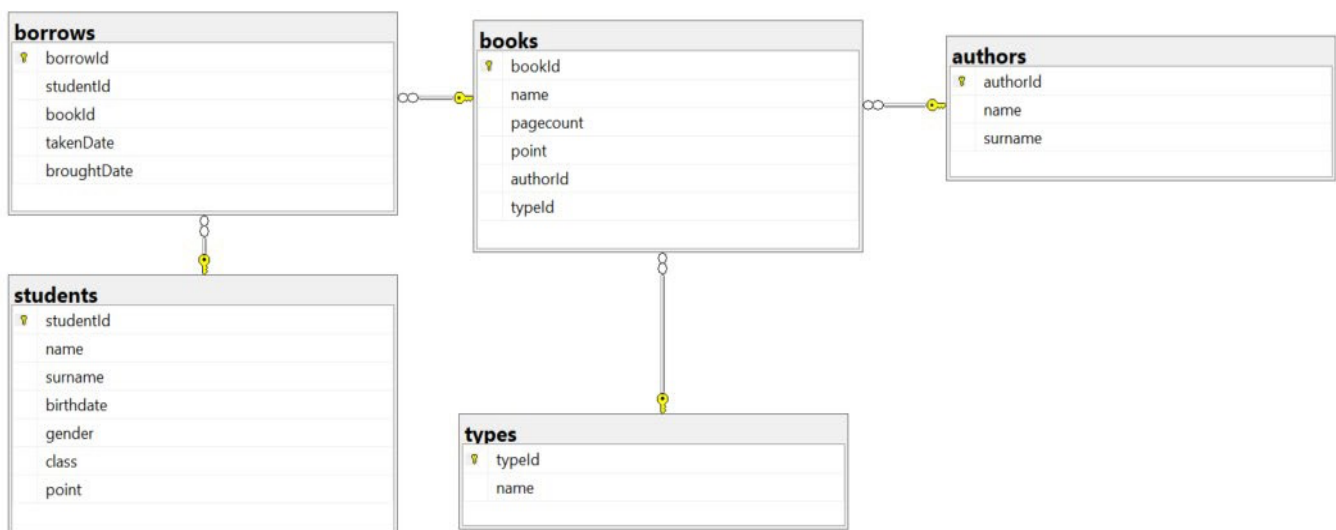 borrows
borrowId
studentId
bookId
takenDate
broughtDate
books
bookId
name
pagecount
point
authorId
typeId
authors
authorId
name
surname
students
studentId
name
surname
birthdate
gender
class
point
types
typeId
name